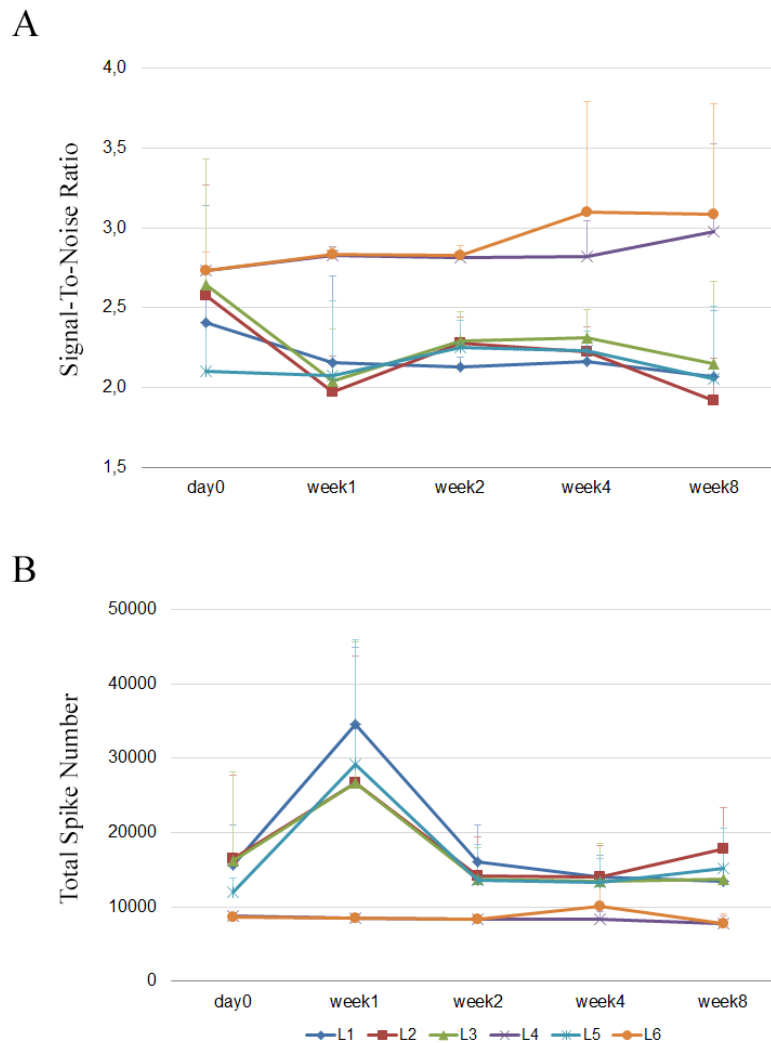 A
Signal-To-Noise Ratio
4,0
3,5
3,0
2,5
2,0
1,5
day0 week1 week2 week4 week8
B
Total Spike Number
50000
40000
30000
20000
10000
0
day0 week1 week2 week4 week8
L1 L2 L3 L4 L5 L6